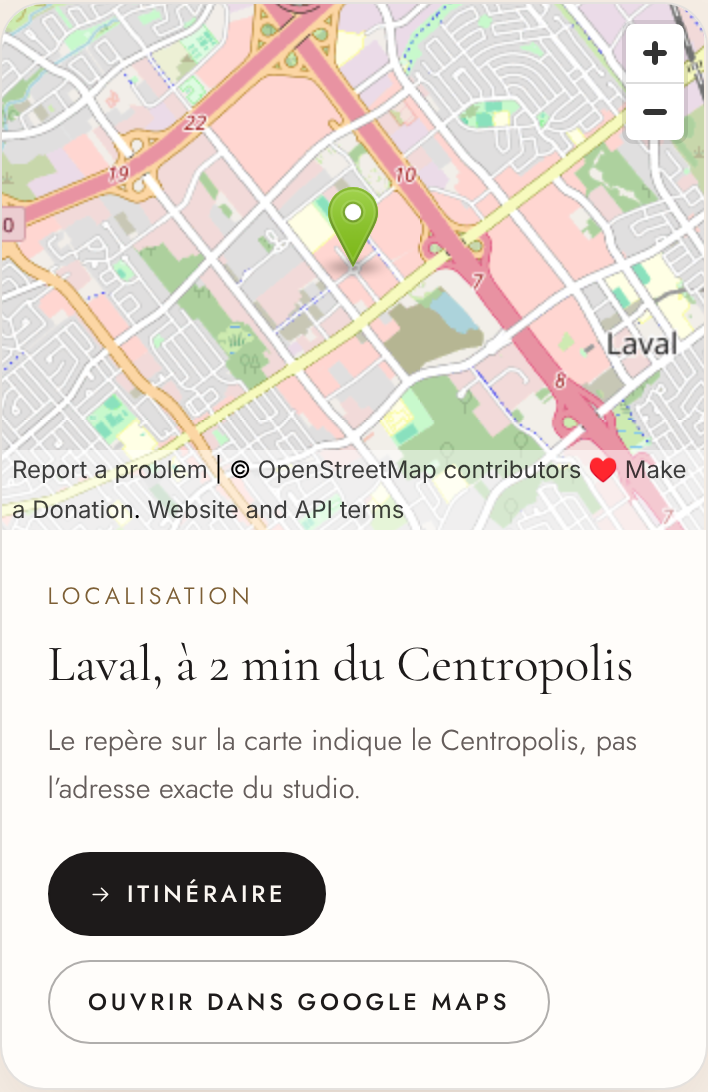 22
19
10
0
7
Laval
8
7
+
−
Report a problem | © OpenStreetMap contributors ❤️ Make
a Donation. Website and API terms
LOCALISATION
Laval, à 2 min du Centropolis
Le repère sur la carte indique le Centropolis, pas
l’adresse exacte du studio.
→ ITINÉRAIRE
OUVRIR DANS GOOGLE MAPS